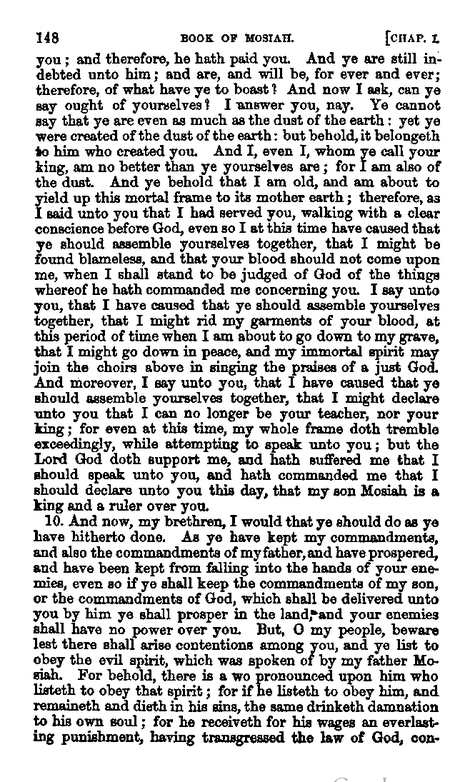 148 BOOK OF MOSIAH. [CHAP. I.
you; and therefore, he hath paid you. And ye are still in-
debted unto him; and are, and will be, for ever and ever;
therefore, of what have ye to boast? And now I ask, can ye
say ought of yourselves? I answer you, nay. Ye cannot
say that ye are even as much as the dust of the earth: yet ye
were created of the dust of the earth: but behold, it belongeth
to him who created you. And I, even I, whom ye call your
king, am no better than ye yourselves are; for I am also of
the dust. And ye behold that I am old, and am about to
yield up this mortal frame to its mother earth; therefore, as
I said unto you that I had served you, walking with a clear
conscience before God, even so I at this time have caused that
ye should assemble yourselves together, that I might be
found blameless, and that your blood should not come upon
me, when I shall stand to be judged of God of the things
whereof he hath commanded me concerning you. I say unto
you, that I have caused that ye should assemble yourselves
together, that I might rid my garments of your blood, at
this period of time when I am about to go down to my grave,
that I might go down in peace, and my immortal spirit may
join the choirs above in singing the praises of a just God.
And moreover, I say unto you, that I have caused that ye
should assemble yourselves together, that I might declare
unto you that I can no longer be your teacher, nor your
king; for even at this time, my whole frame doth tremble
exceedingly, while attempting to speak unto you; but the
Lord God doth support me, and hath suffered me that I
should speak unto you, and hath commanded me that I
should declare unto you this day, that my son Mosiah is a
king and a ruler over you.
10. And now, my brethren, I would that ye should do as ye
have hitherto done. As ye have kept my commandments,
and also the commandments of my father, and have prospered,
and have been kept from falling into the hands of your ene-
mies, even so if ye shall keep the commandments of my son,
or the commandments of God, which shall be delivered unto
you by him ye shall prosper in the land, and your enemies
shall have no power over you. But, O my people, beware
lest there shall arise contentions among you, and ye list to
obey the evil spirit, which was spoken of by my father Mo-
siah. For behold, there is a wo pronounced upon him who
listeth to obey that spirit; for if he listeth to obey him, and
remaineth and dieth in his sins, the same drinketh damnation
to his own soul; for he receiveth for his wages an everlast-
ing punishment, having transgressed the law of God, con-